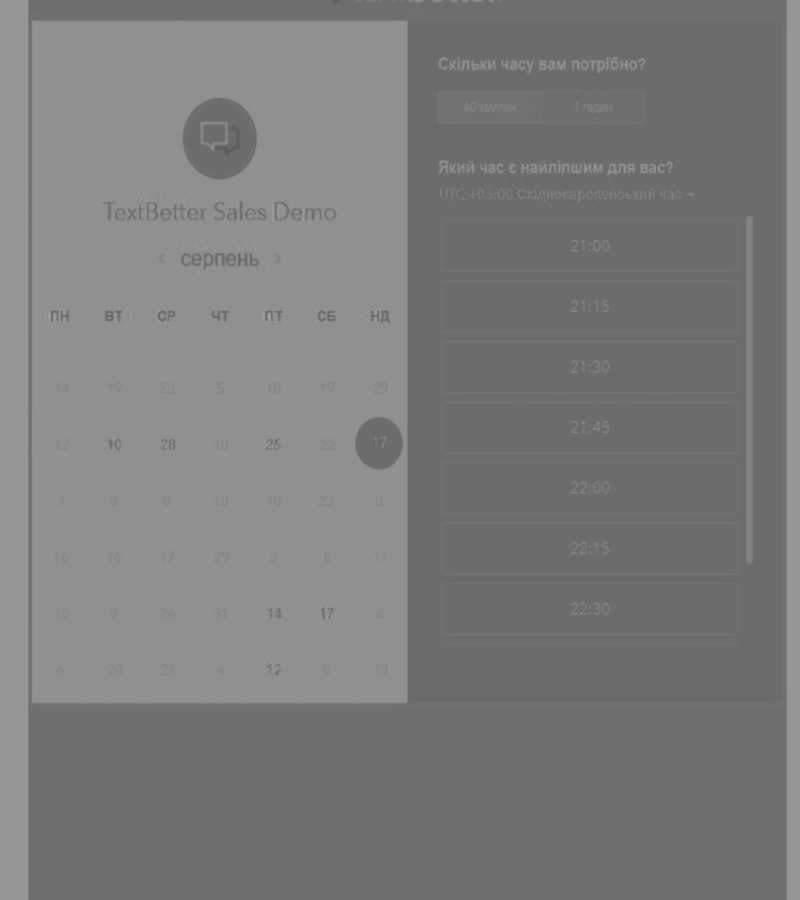 TextBetter Sales Demo
‹ серпень ›
ПН ВТ СР ЧТ ПТ СБ НД
14 19 23 5 18 19 29
12 10 28 10 25 22 17
7 8 8 10 10 23 8
16 16 17 29 2 5 11
10 8 26 31 14 17 4
6 20 28 4 12 8 13
Скільки часу вам потрібно?
40 хвилин 1 годин
Який час є найліпшим для вас?
UTC +03:00 Східноєвропейський час
21:00
21:15
21:30
21:45
22:00
22:15
22:30